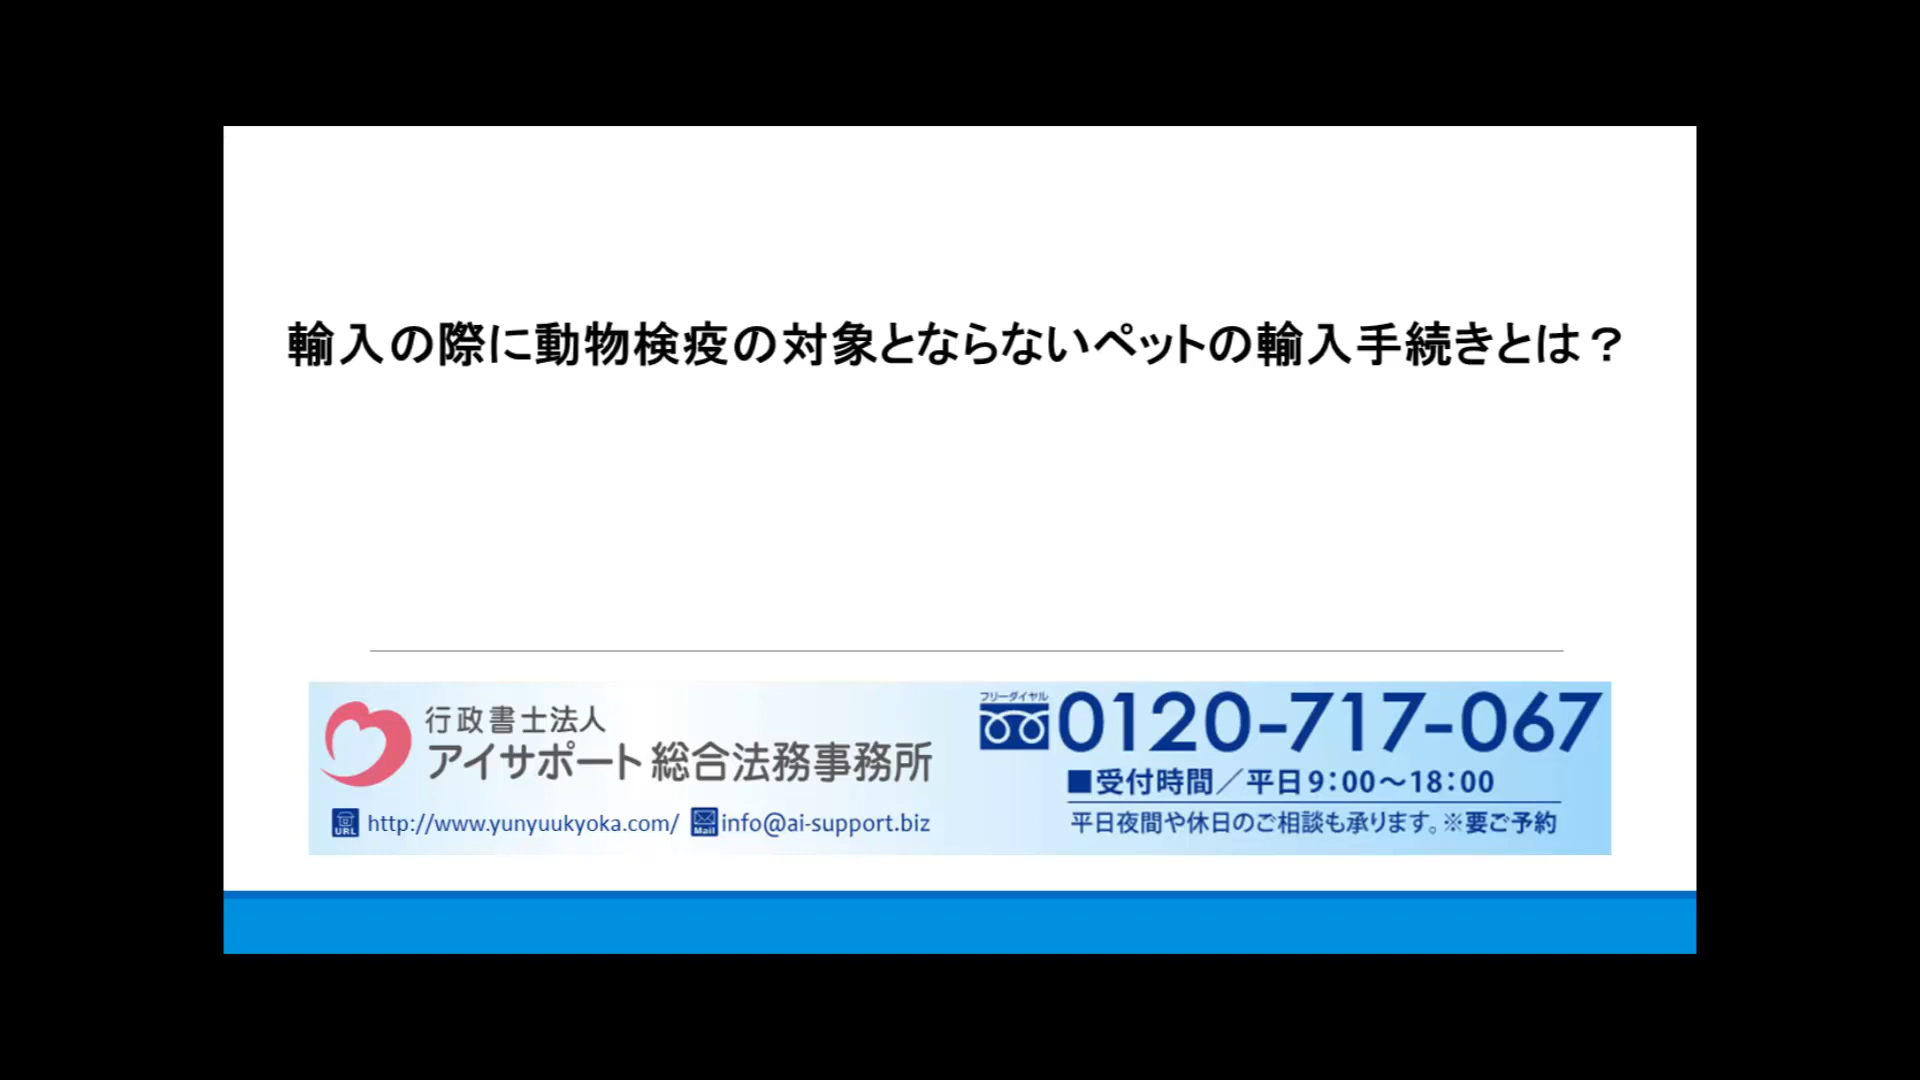 輸入の際に動物検疫の対象とならないペットの輸入手続きとは？
行政書士法人
アイサポート総合法務事務所
URL http://www.yunyuukyoka.com/ Mail info@ai-support.biz
フリーダイヤル
0120-717-067
■受付時間／平日9：00～18：00
平日夜間や休日のご相談も承ります。※要ご予約